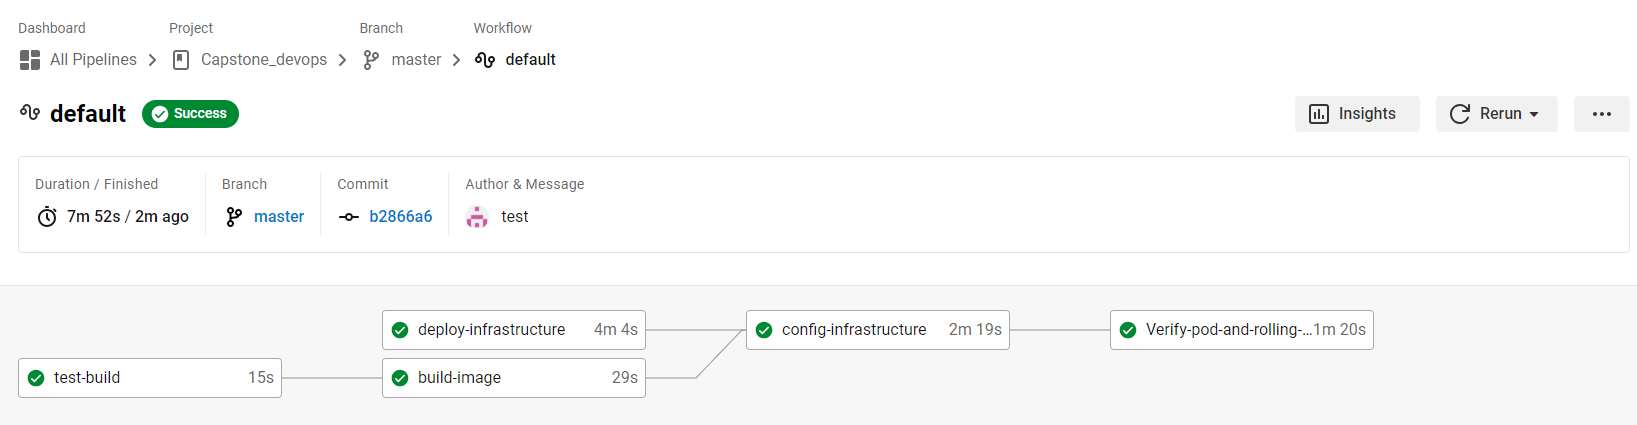 Dashboard Project Branch Workflow
All Pipelines Capstone_devops master default
default Success Insights Rerun
Duration / Finished Branch Commit Author & Message
7m 52s / 2m ago master b2866a6 test
deploy-infrastructure 4m 4s config-infrastructure 2m 19s Verify-pod-and-rolling-...1m 20s
test-build 15s build-image 29s